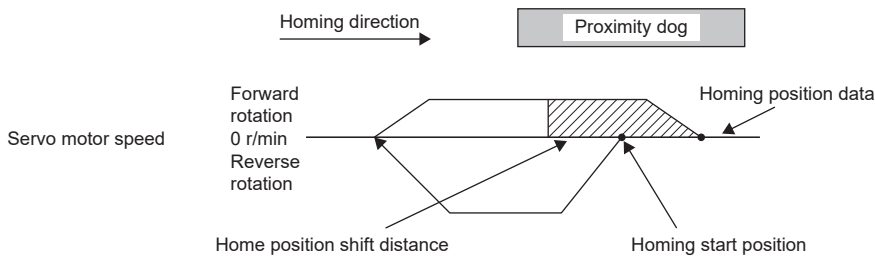 Homing direction
Proximity dog
Forward
rotation
Homing position data
Servo motor speed
0 r/min
Reverse
rotation
Home position shift distance
Homing start position